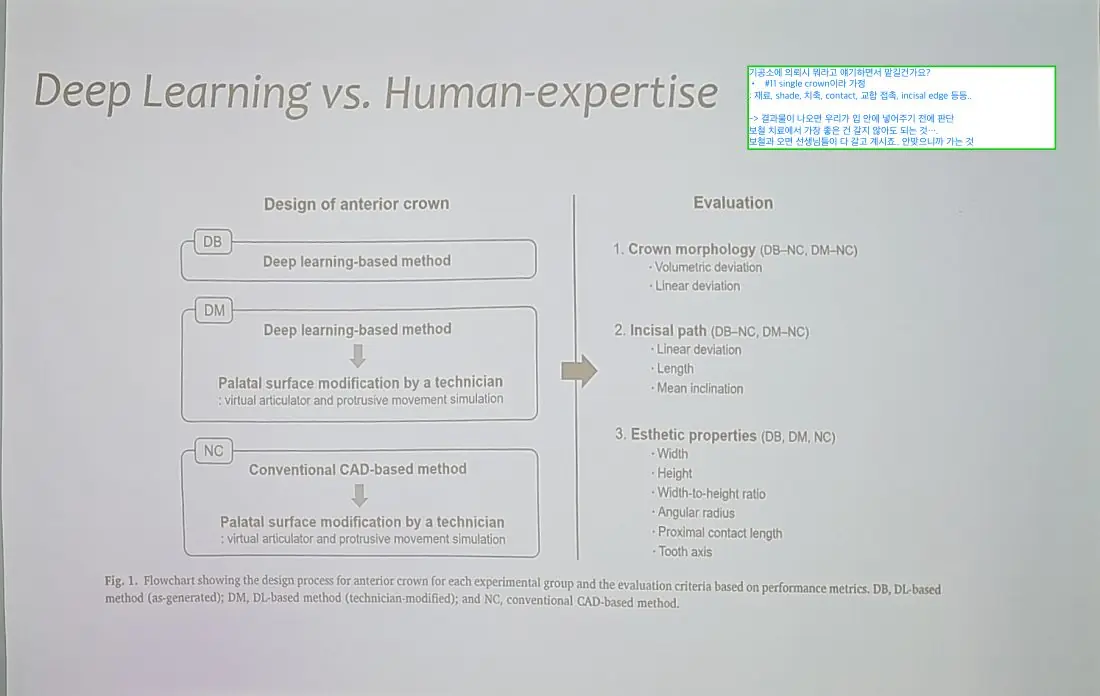 Deep Learning vs. Human-expertise
기공소에 의뢰시 뭐라고 얘기하면서 맡길건가요?
• #11 single crown이라 가정
: 재료, shade, 치축, contact, 교합 접촉, incisal edge 등등..
-> 결과물이 나오면 우리가 입 안에 넣어주기 전에 판단
보철 치료에서 가장 좋은 건 갈지 않아도 되는 것….
보철과 오면 선생님들이 다 갈고 계시죠.. 안맞으니까 가는 것
Design of anterior crown
DB
Deep learning-based method
DM
Deep learning-based method
Palatal surface modification by a technician
: virtual articulator and protrusive movement simulation
NC
Conventional CAD-based method
Palatal surface modification by a technician
: virtual articulator and protrusive movement simulation
Evaluation
1. Crown morphology (DB–NC, DM–NC)
· Volumetric deviation
· Linear deviation
2. Incisal path (DB–NC, DM–NC)
· Linear deviation
· Length
· Mean inclination
3. Esthetic properties (DB, DM, NC)
· Width
· Height
· Width-to-height ratio
· Angular radius
· Proximal contact length
· Tooth axis
Fig. 1. Flowchart showing the design process for anterior crown for each experimental group and the evaluation criteria based on performance metrics. DB, DL-based
method (as-generated); DM, DL-based method (technician-modified); and NC, conventional CAD-based method.